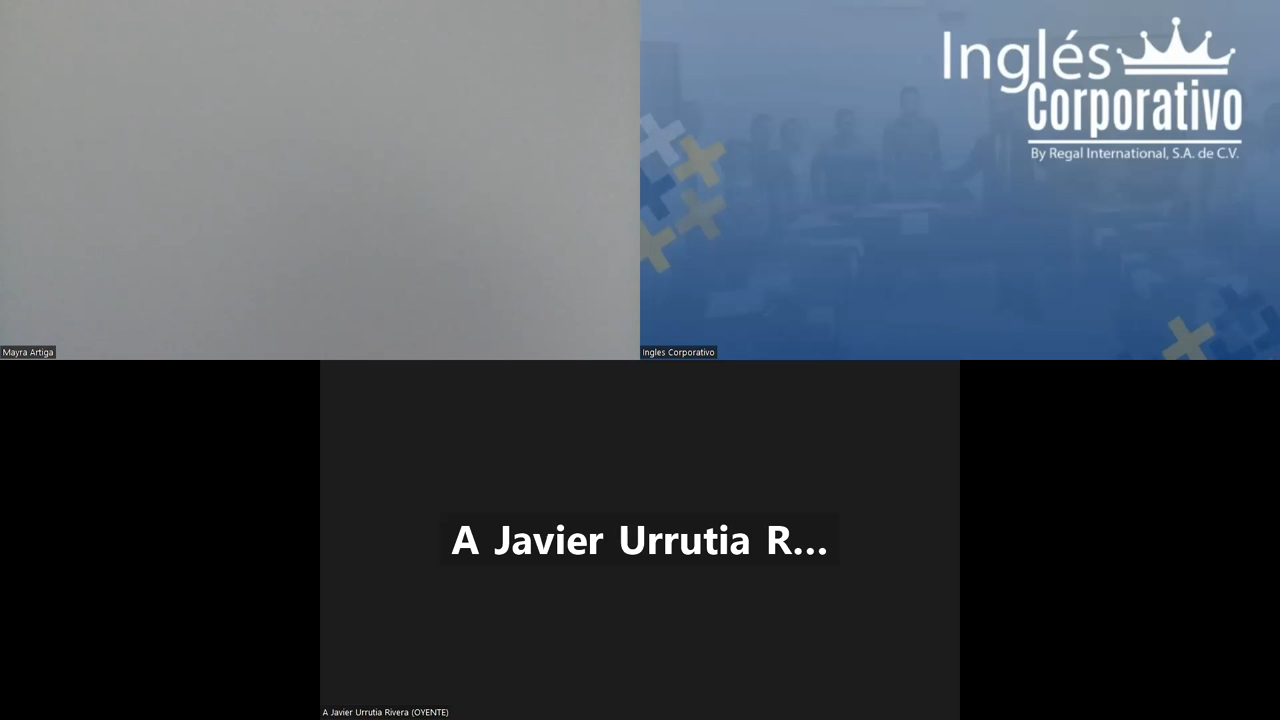 Inglés
Corporativo
By Regal International, S.A. de C.V.
Mayra Artiga
Ingles Corporativo
A Javier Urrutia R...
A Javier Urrutia Rivera (OYENTE)